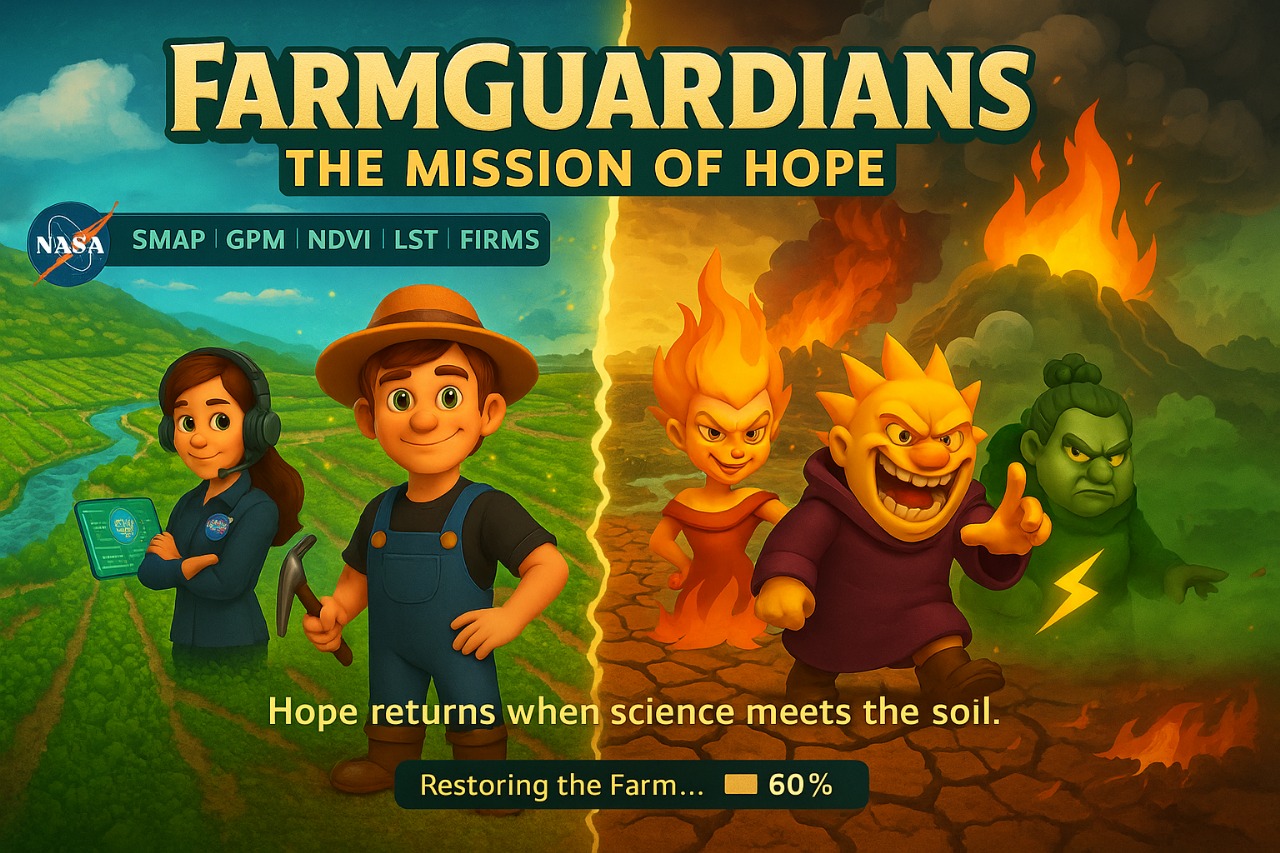 FARMGUARDIANS
THE MISSION OF HOPE
NASA
SMAP | GPM | NDVI | LST | FIRMS
Hope returns when science meets the soil.
Restoring the Farm... 60%